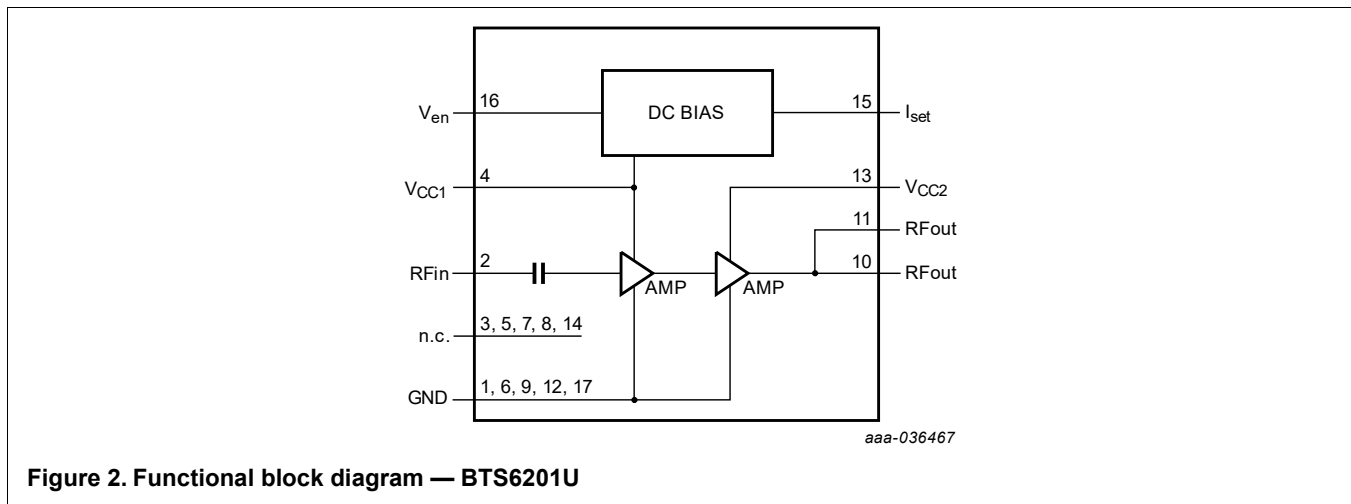 DC BIAS
16
V_en
15
I_set
V_CC1
4
13
V_CC2
11
RFout
RFin
2
AMP
AMP
10
RFout
n.c.
3, 5, 7, 8, 14
GND
1, 6, 9, 12, 17
aaa-036467
Figure 2. Functional block diagram — BTS6201U